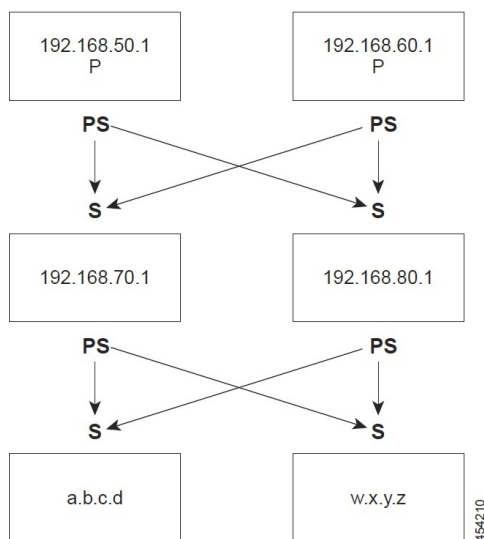 192.168.50.1
P
192.168.60.1
P
PS
PS
S
S
192.168.70.1
192.168.80.1
PS
PS
S
S
a.b.c.d
w.x.y.z
454210